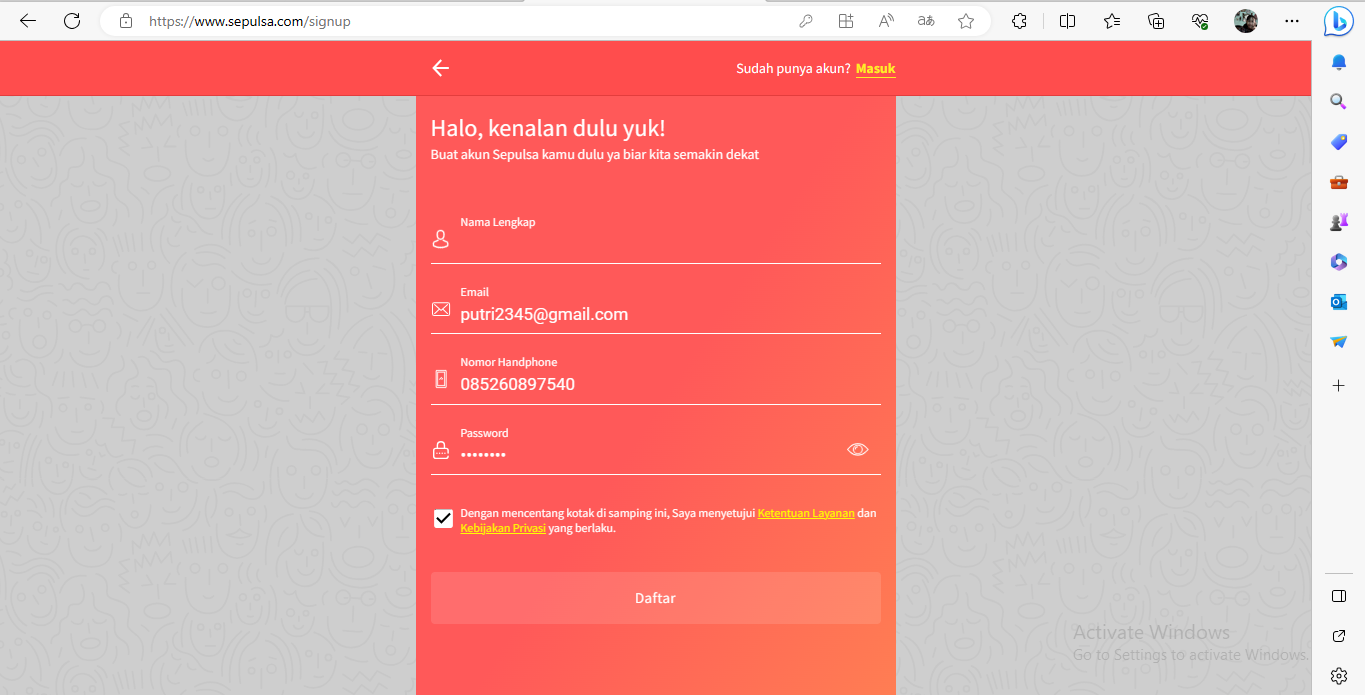 https://www.sepulsa.com/signup
Sudah punya akun? Masuk
Halo, kenalan dulu yuk!
Buat akun Sepulsa kamu dulu ya biar kita semakin dekat
Nama Lengkap
Email
putri2345@gmail.com
Nomor Handphone
085260897540
Password
••••••••
Dengan mencentang kotak di samping ini, Saya menyetujui Ketentuan Layanan dan
Kebijakan Privasi yang berlaku.
Daftar
Activate Windows
Go to Settings to activate Windows.